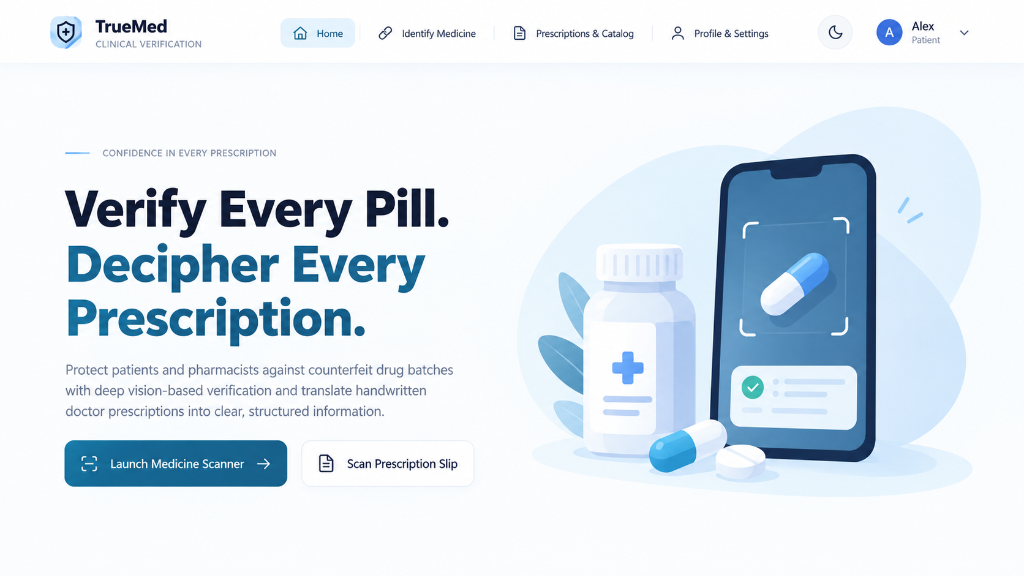 TrueMed
CLINICAL VERIFICATION
Home
Identify Medicine
Prescriptions & Catalog
Profile & Settings
A
Alex
Patient
CONFIDENCE IN EVERY PRESCRIPTION
Verify Every Pill.
Decipher Every
Prescription.
Protect patients and pharmacists against counterfeit drug batches
with deep vision-based verification and translate handwritten
doctor prescriptions into clear, structured information.
Launch Medicine Scanner
Scan Prescription Slip